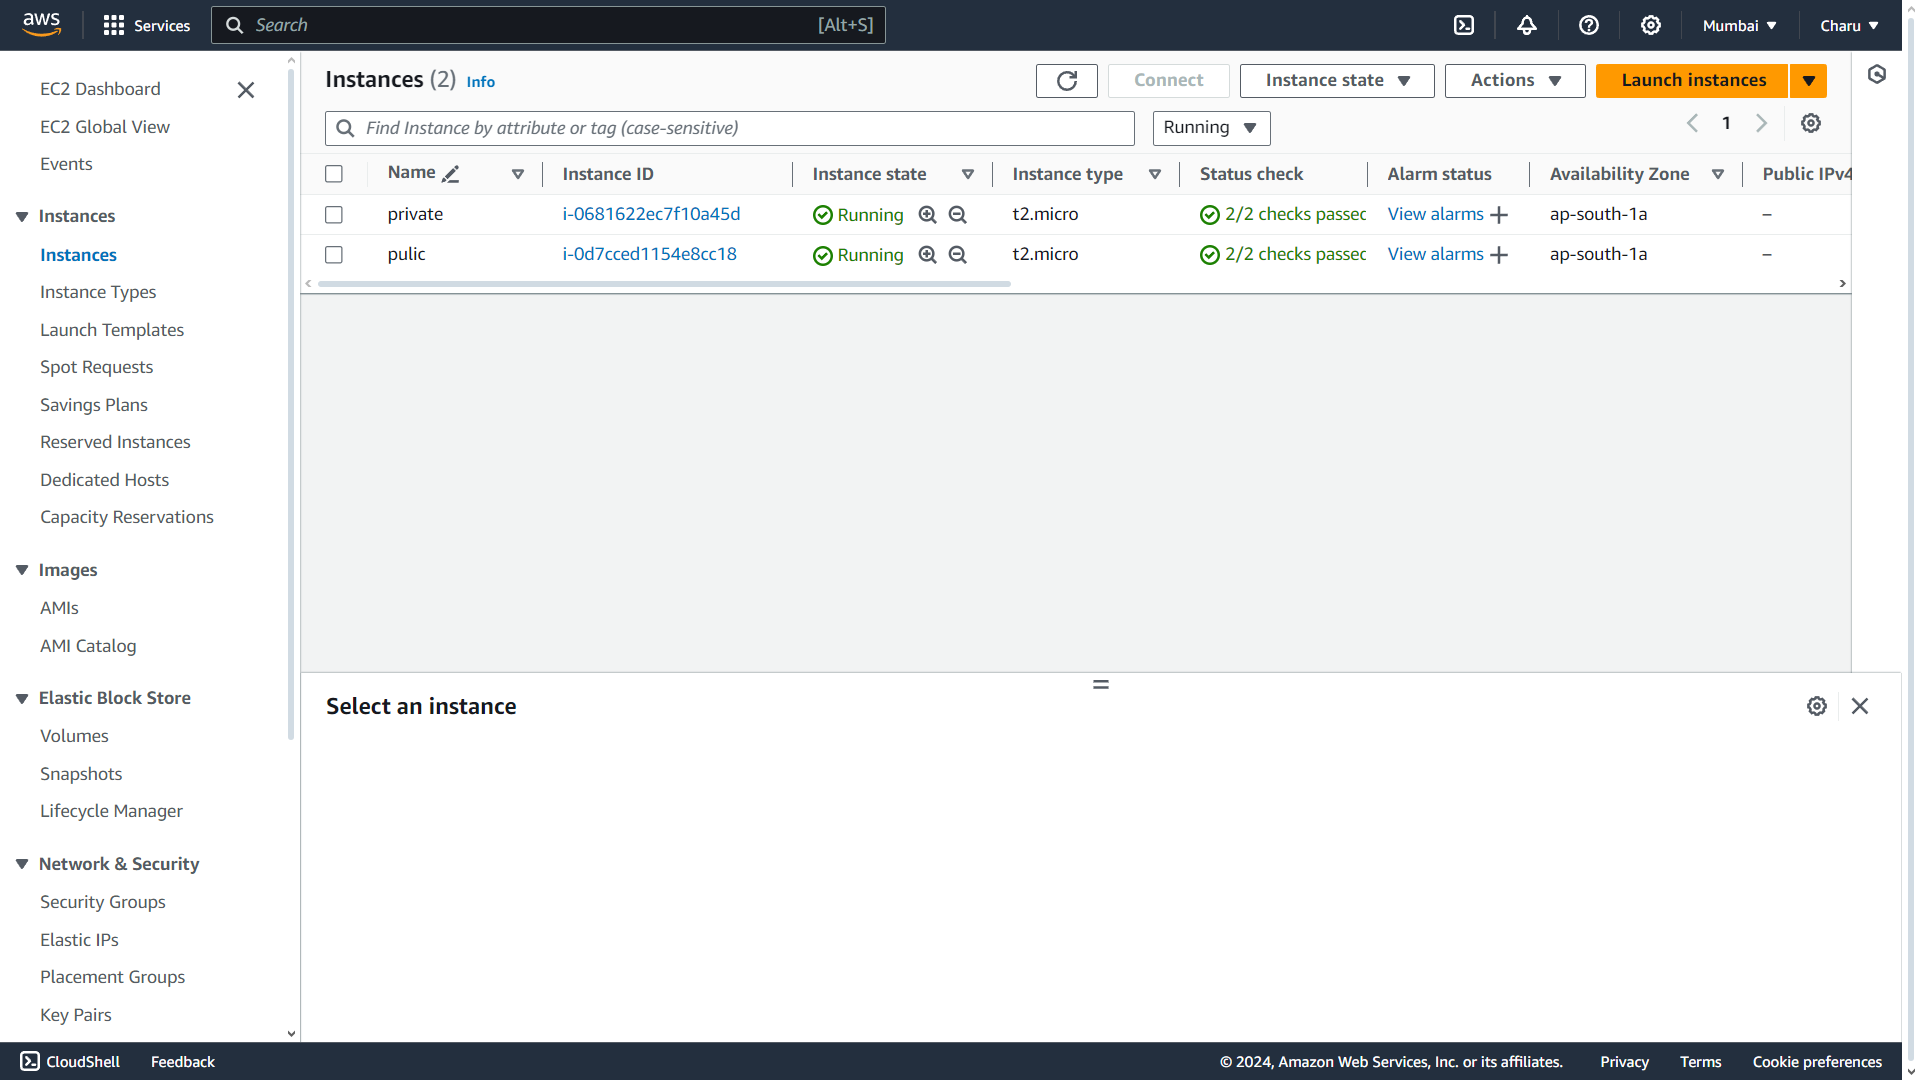 aws
Services
Search
[Alt+S]
Mumbai
Charu
EC2 Dashboard
EC2 Global View
Events
Instances
Instances
Instance Types
Launch Templates
Spot Requests
Savings Plans
Reserved Instances
Dedicated Hosts
Capacity Reservations
Images
AMIs
AMI Catalog
Elastic Block Store
Volumes
Snapshots
Lifecycle Manager
Network & Security
Security Groups
Elastic IPs
Placement Groups
Key Pairs
Instances (2) Info
Connect
Instance state
Actions
Launch instances
Find Instance by attribute or tag (case-sensitive)
Running
1
Name Instance ID Instance state Instance type Status check Alarm status Availability Zone Public IPv4
private i-0681622ec7f10a45d Running t2.micro 2/2 checks passec View alarms ap-south-1a –
pulic i-0d7cced1154e8cc18 Running t2.micro 2/2 checks passec View alarms ap-south-1a –
Select an instance
CloudShell
Feedback
© 2024, Amazon Web Services, Inc. or its affiliates.
Privacy
Terms
Cookie preferences